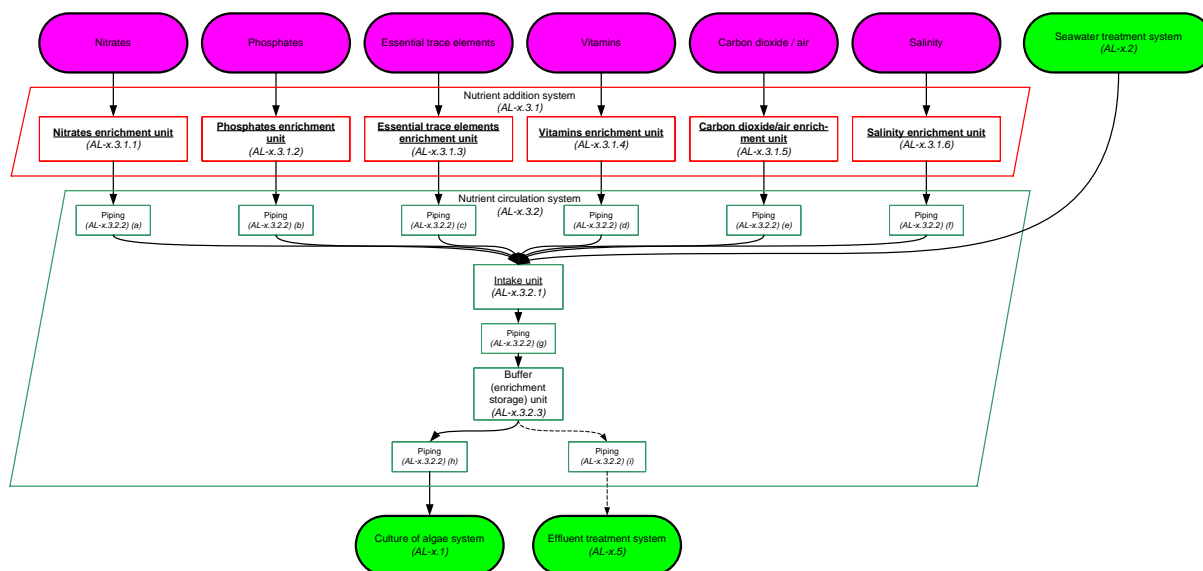 Nitrates
Phosphates
Essential trace elements
Vitamins
Carbon dioxide / air
Salinity
Seawater treatment system
(AL-x.2)
Nutrient addition system
(AL-x.3.1)
Nitrates enrichment unit
(AL-x.3.1.1)
Phosphates enrichment
unit
(AL-x.3.1.2)
Essential trace elements
enrichment unit
(AL-x.3.1.3)
Vitamins enrichment unit
(AL-x.3.1.4)
Carbon dioxide/air enrich-
ment unit
(AL-x.3.1.5)
Salinity enrichment unit
(AL-x.3.1.6)
Nutrient circulation system
(AL-x.3.2)
Piping
(AL-x.3.2.2) (a)
Piping
(AL-x.3.2.2) (b)
Piping
(AL-x.3.2.2) (c)
Piping
(AL-x.3.2.2) (d)
Piping
(AL-x.3.2.2) (e)
Piping
(AL-x.3.2.2) (f)
Intake unit
(AL-x.3.2.1)
Piping
(AL-x.3.2.2) (g)
Buffer
(enrichment
storage) unit
(AL-x.3.2.3)
Piping
(AL-x.3.2.2) (h)
Piping
(AL-x.3.2.2) (i)
Culture of algae system
(AL-x.1)
Effluent treatment system
(AL-x.5)